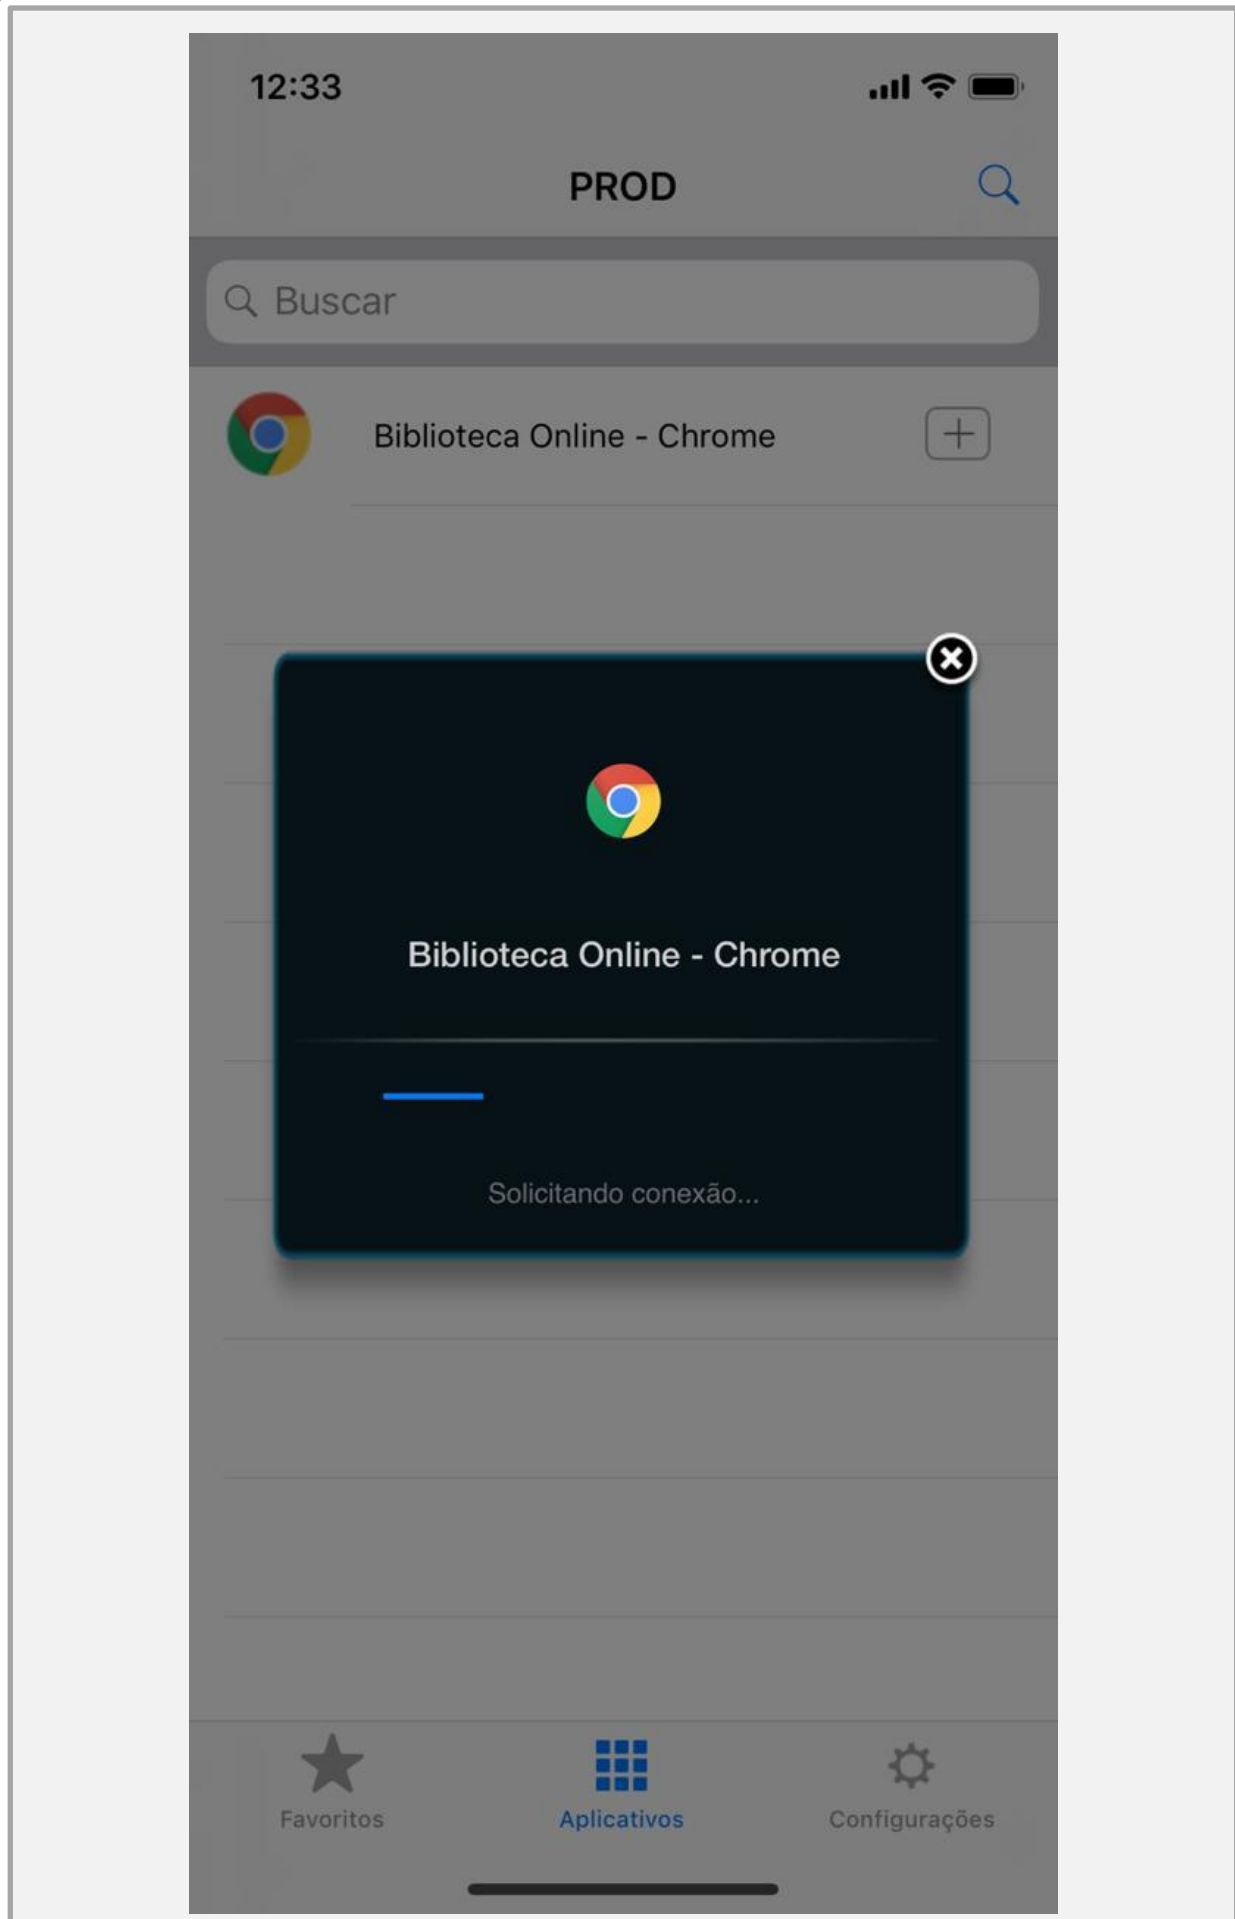 12:33
PROD
Buscar
Biblioteca Online - Chrome
Biblioteca Online - Chrome
Solicitando conexão...
Favoritos
Aplicativos
Configurações